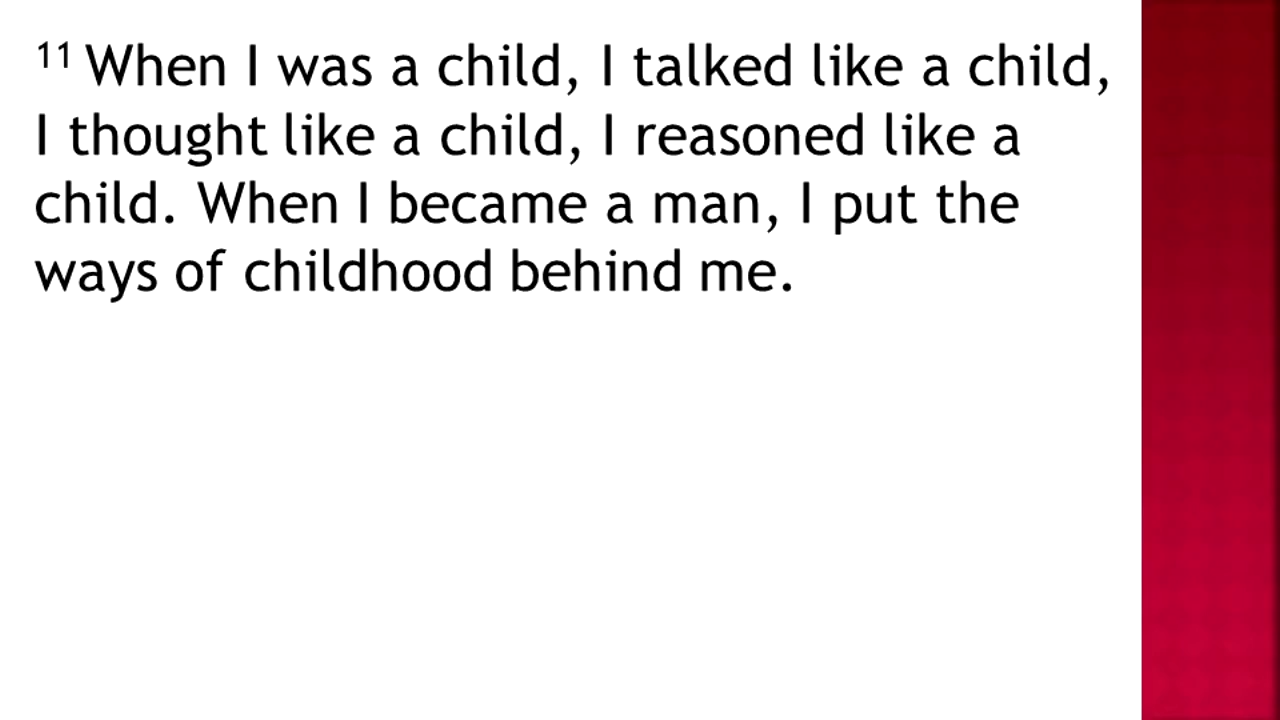 11 When I was a child, I talked like a child,
I thought like a child, I reasoned like a
child. When I became a man, I put the
ways of childhood behind me.